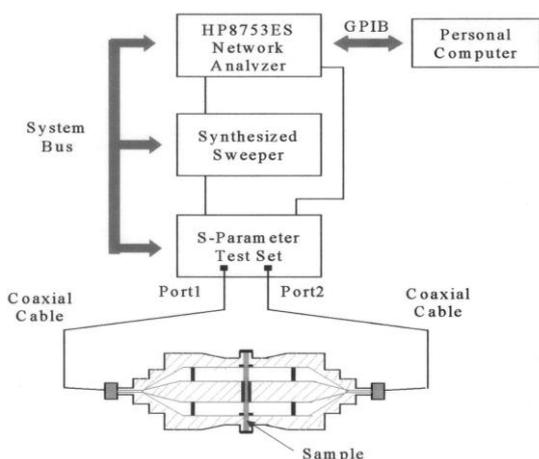 HP8753ES
Network
Analyzer
GPIB
Personal
Computer
System
Bus
Synthesized
Sweeper
S-Parameter
Test Set
Port1
Port2
Coaxial
Cable
Coaxial
Cable
Sample